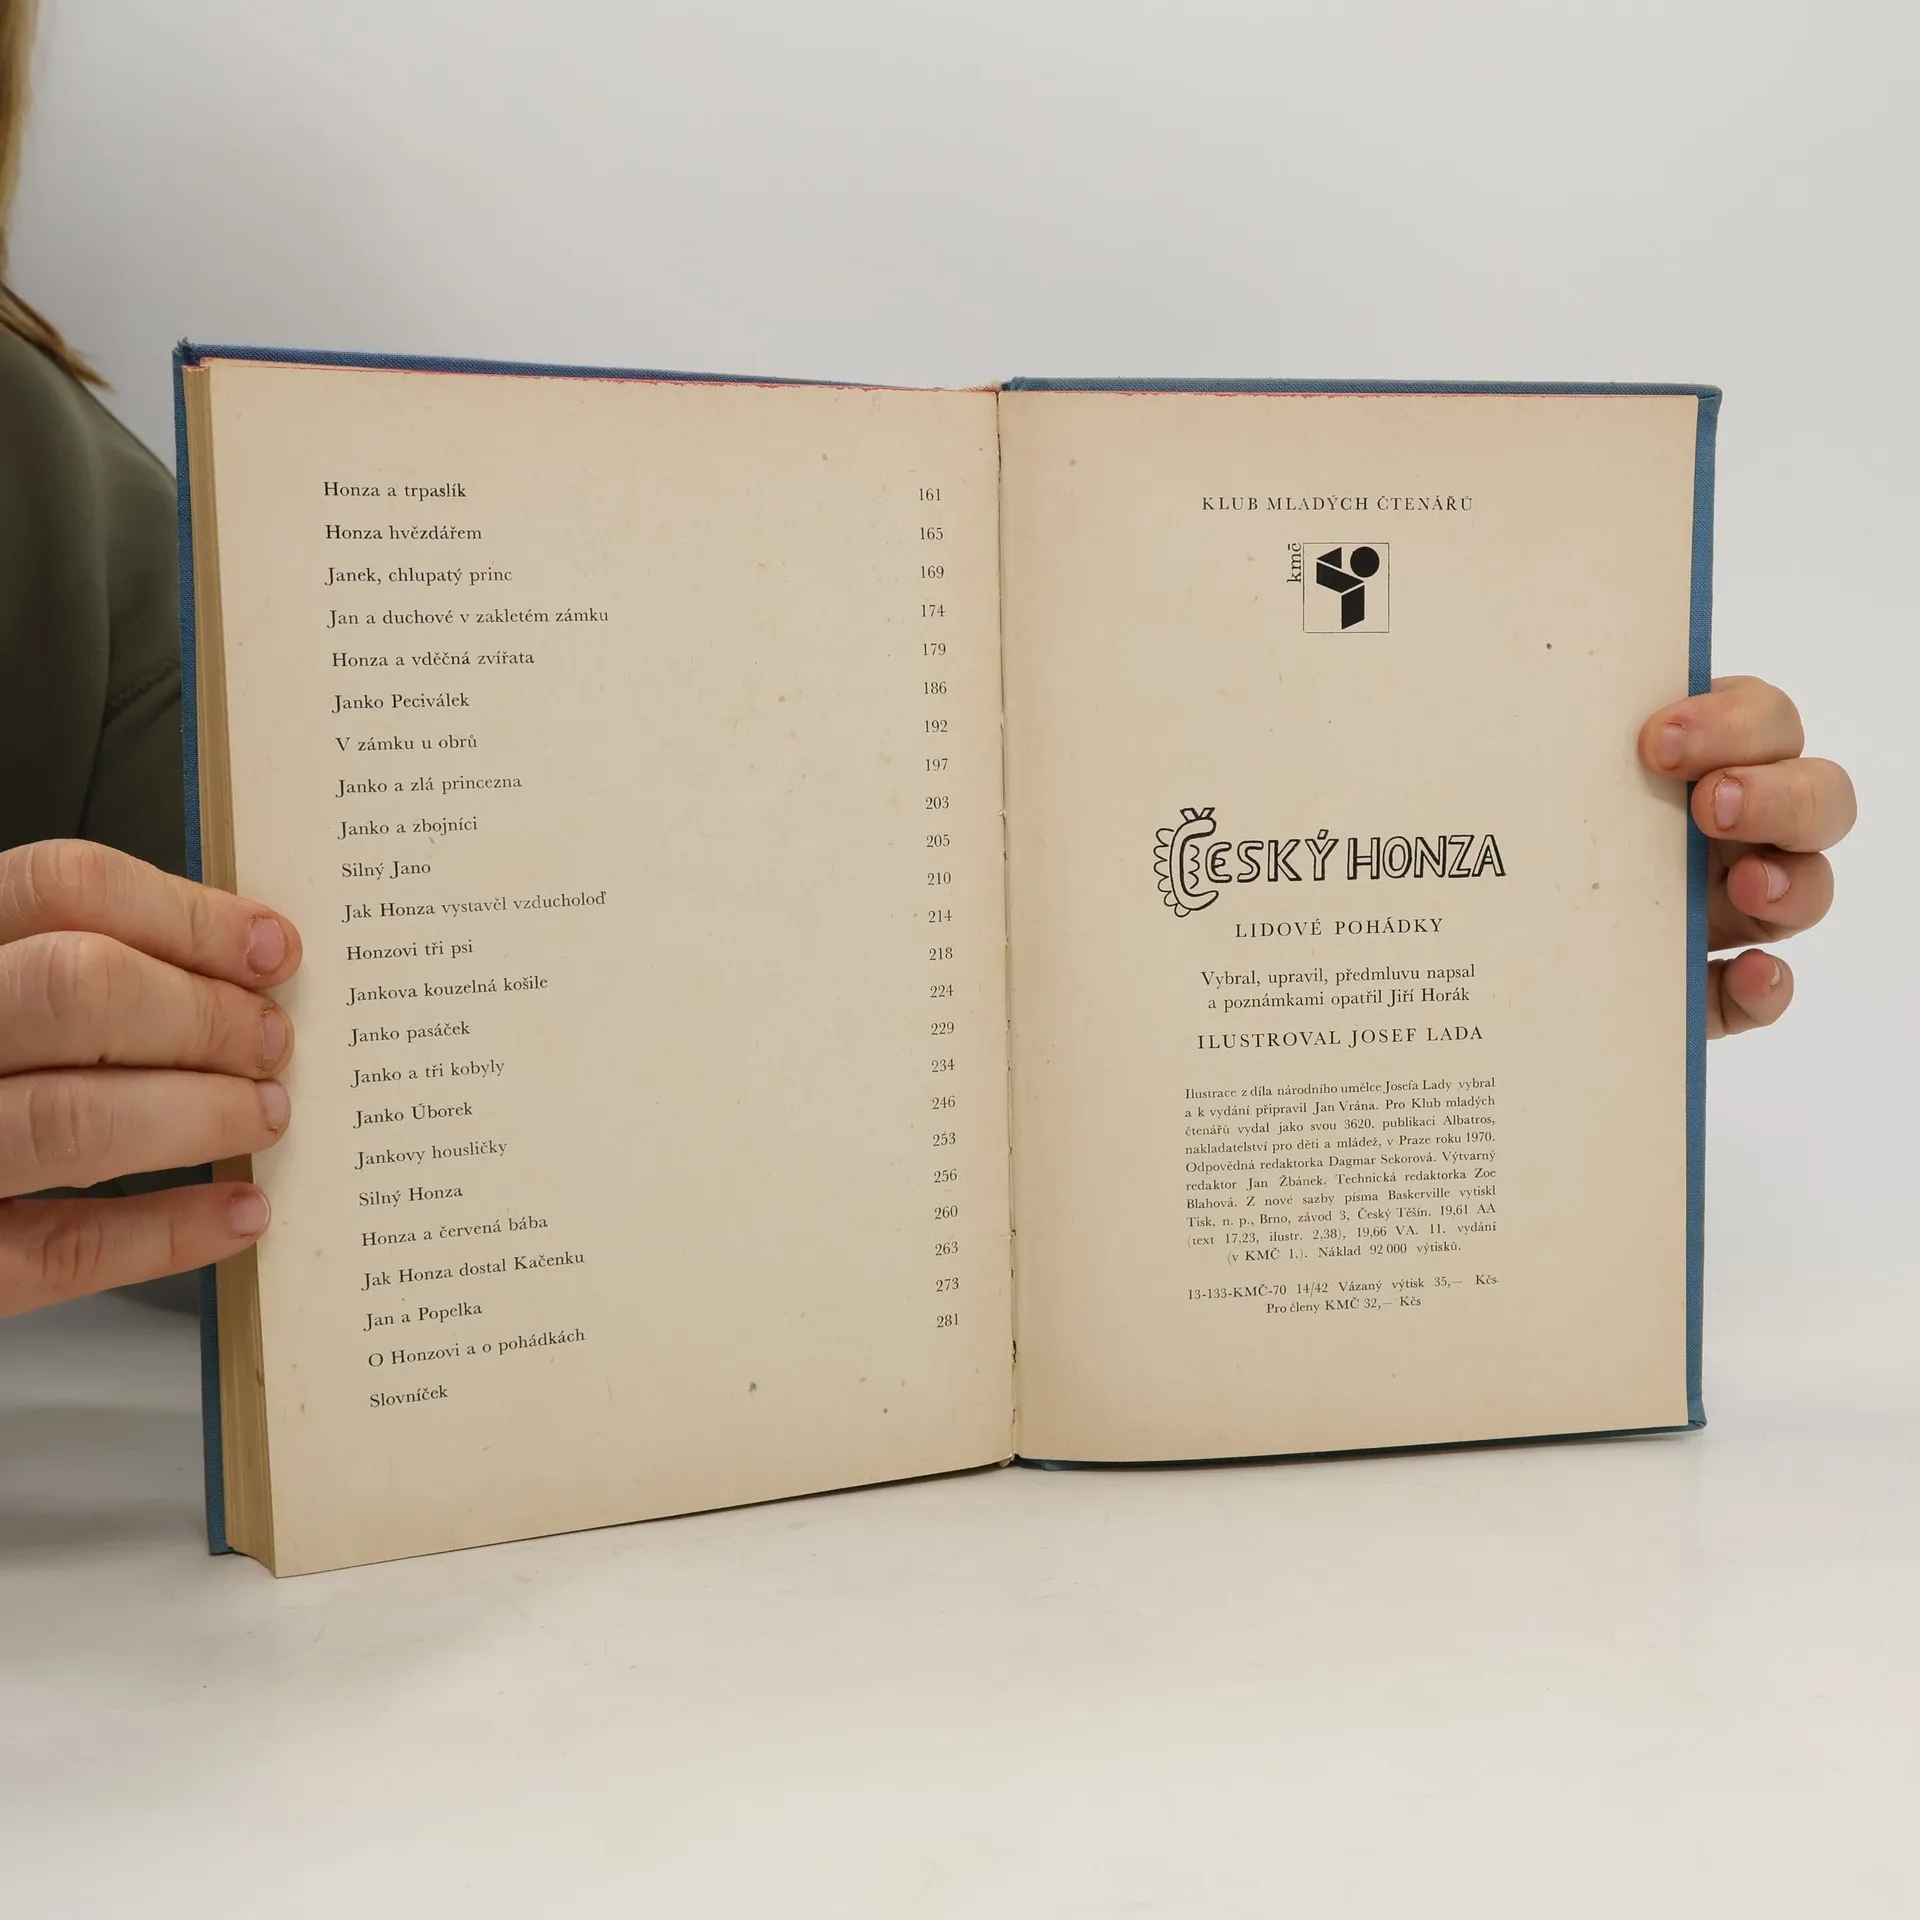 Honza a trpaslík 161
Honza hvězdářem 165
Janek, chlupatý princ 169
Jan a duchové v zakletém zámku 174
Honza a vděčná zvířata 179
Janko Peciválek 186
V zámku u obrů 192
Janko a zlá princezna 197
Janko a zbojníci 203
Silný Jano 205
Jak Honza vystavěl vzducholoď 210
Honzovi tři psi 214
Jankova kouzelná košile 218
Janko pasáček 224
Janko a tři kobyly 229
Janko Úborek 234
Jankovy housličky 246
Silný Honza 253
Honza a červená bába 256
Jak Honza dostal Kačenku 260
Jan a Popelka 263
O Honzovi a o pohádkách 273
Slovníček 281
KLUB MLADÝCH ČTENÁŘŮ
kmč
ČESKÝ HONZA
LIDOVÉ POHÁDKY
Vybral, upravil, předmluvu napsal
a poznámkami opatřil Jiří Horák
ILUSTROVAL JOSEF LADA
Ilustrace z díla národního umělce Josefa Lady vybral
a k vydání připravil Jan Vrána. Pro Klub mladých
čtenářů vydal jako svou 3620. publikaci Albatros,
nakladatelství pro děti a mládež, v Praze roku 1970.
Odpovědná redaktorka Dagmar Sekorová. Výtvarný
redaktor Jan Žbánek. Technická redaktorka Zoe
Blahová. Z nové sazby písma Baskerville vytiskl
Tisk, n. p., Brno, závod 3, Český Těšín. 19,61 AA
(text 17,23, ilustr. 2,38), 19,66 VA. 11. vydání
(v KMČ 1.). Náklad 92 000 výtisků.
13-133-KMČ-70 14/42 Vázaný výtisk 35,— Kčs
Pro členy KMČ 32,— Kčs